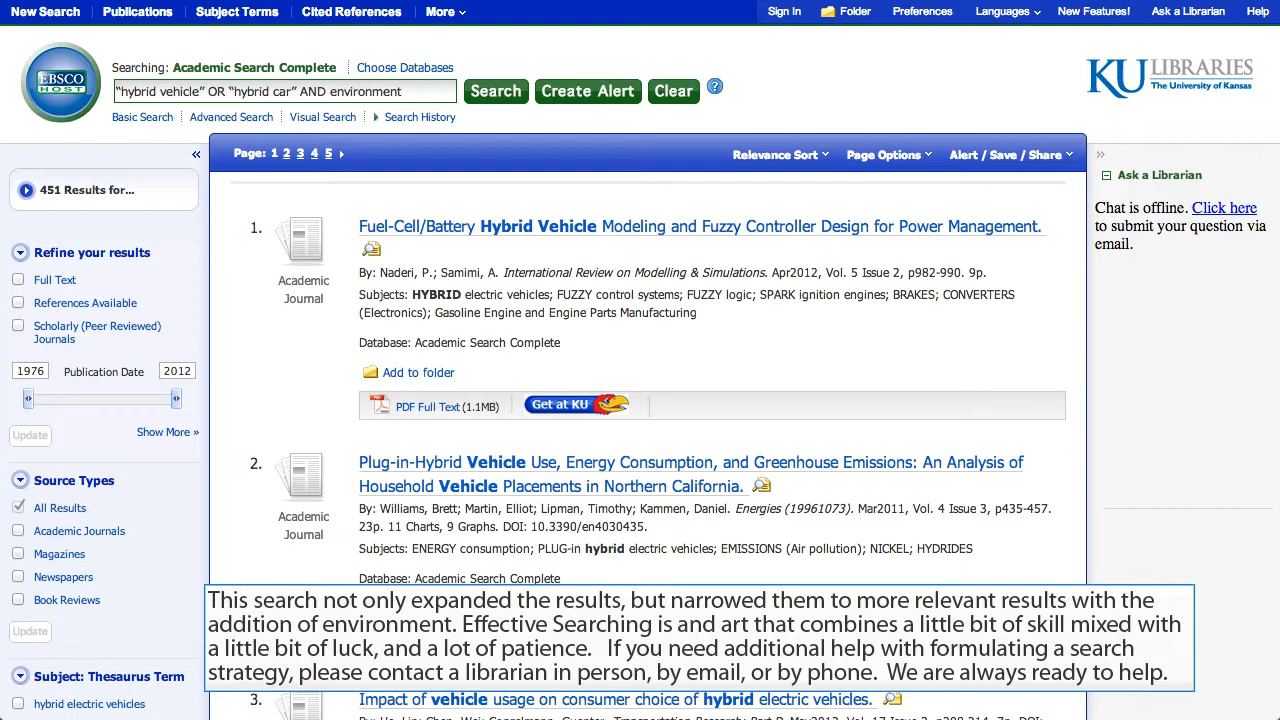 New Search Publications Subject Terms Cited References More Sign In Folder Preferences Languages New Features! Ask a Librarian Help
EBSCO
HOST
Searching: Academic Search Complete Choose Databases
"hybrid vehicle" OR "hybrid car" AND environment Search Create Alert Clear ?
Basic Search Advanced Search Visual Search Search History
KU LIBRARIES
The University of Kansas
« Page: 1 2 3 4 5 Relevance Sort Page Options Alert / Save / Share »
451 Results for...
Refine your results
Full Text
References Available
Scholarly (Peer Reviewed)
Journals
1976 Publication Date 2012
Update Show More »
Source Types
All Results
Academic Journals
Magazines
Newspapers
Book Reviews
Update
Subject: Thesaurus Term
hybrid electric vehicles
1. Fuel-Cell/Battery Hybrid Vehicle Modeling and Fuzzy Controller Design for Power Management.
Academic
Journal
By: Naderi, P.; Samimi, A. International Review on Modelling & Simulations. Apr2012, Vol. 5 Issue 2, p982-990. 9p.
Subjects: HYBRID electric vehicles; FUZZY control systems; FUZZY logic; SPARK ignition engines; BRAKES; CONVERTERS
(Electronics); Gasoline Engine and Engine Parts Manufacturing
Database: Academic Search Complete
Add to folder
PDF Full Text (1.1MB) Get at KU
2. Plug-in-Hybrid Vehicle Use, Energy Consumption, and Greenhouse Emissions: An Analysis of
Household Vehicle Placements in Northern California.
Academic
Journal
By: Williams, Brett; Martin, Elliot; Lipman, Timothy; Kammen, Daniel. Energies (19961073). Mar2011, Vol. 4 Issue 3, p435-457.
23p. 11 Charts, 9 Graphs. DOI: 10.3390/en4030435.
Subjects: ENERGY consumption; PLUG-in hybrid electric vehicles; EMISSIONS (Air pollution); NICKEL; HYDRIDES
Database: Academic Search Complete
This search not only expanded the results, but narrowed them to more relevant results with the
addition of environment. Effective Searching is and art that combines a little bit of skill mixed with
a little bit of luck, and a lot of patience. If you need additional help with formulating a search
strategy, please contact a librarian in person, by email, or by phone. We are always ready to help.
3. Impact of vehicle usage on consumer choice of hybrid electric vehicles.
Ask a Librarian
Chat is offline. Click here
to submit your question via
email.